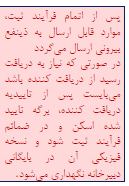 پس از اتمام فرآیند ثبت،
موارد قابل ارسال به ذینفع
بیرونی ارسال می‌گردد
در صورتی که نیاز به دریافت
رسید از دریافت کننده باشد
می‌بایست پس از تاییدیه
دریافت کننده، برگه تایید
شده اسکن و در ضمائم
فرآیند ثبت شود و نسخه
فیزیکی آن در بایگانی
دبیرخانه نگهداری می‌شود.